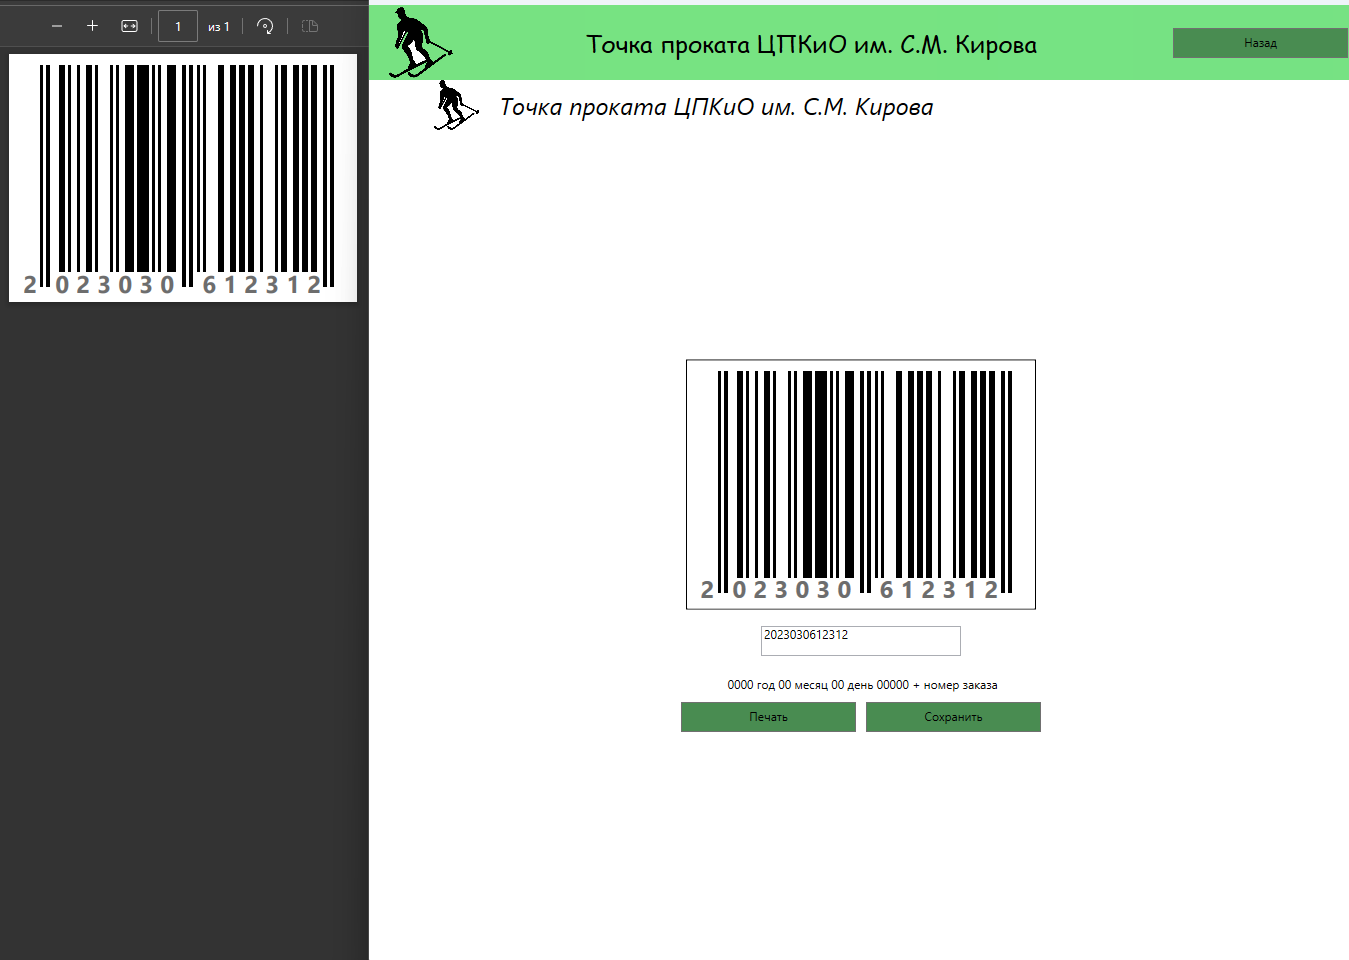 1 из 1
2 023030 612312
Точка проката ЦПКиО им. С.М. Кирова
Назад
Точка проката ЦПКиО им. С.М. Кирова
2 023030 612312
2023030612312
0000 год 00 месяц 00 день 00000 + номер заказа
Печать Сохранить